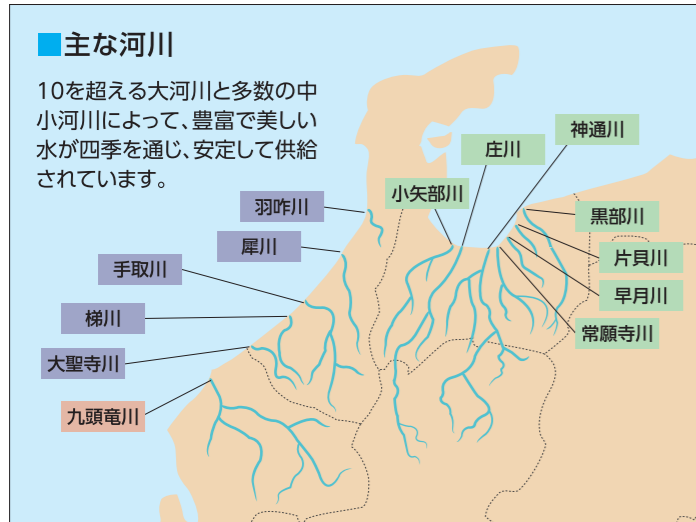 ■主な河川
10を超える大河川と多数の中
小河川によって、豊富で美しい
水が四季を通じ、安定して供給
されています。
神通川
庄川
小矢部川
羽咋川
黒部川
犀川
片貝川
手取川
早月川
梯川
常願寺川
大聖寺川
九頭竜川